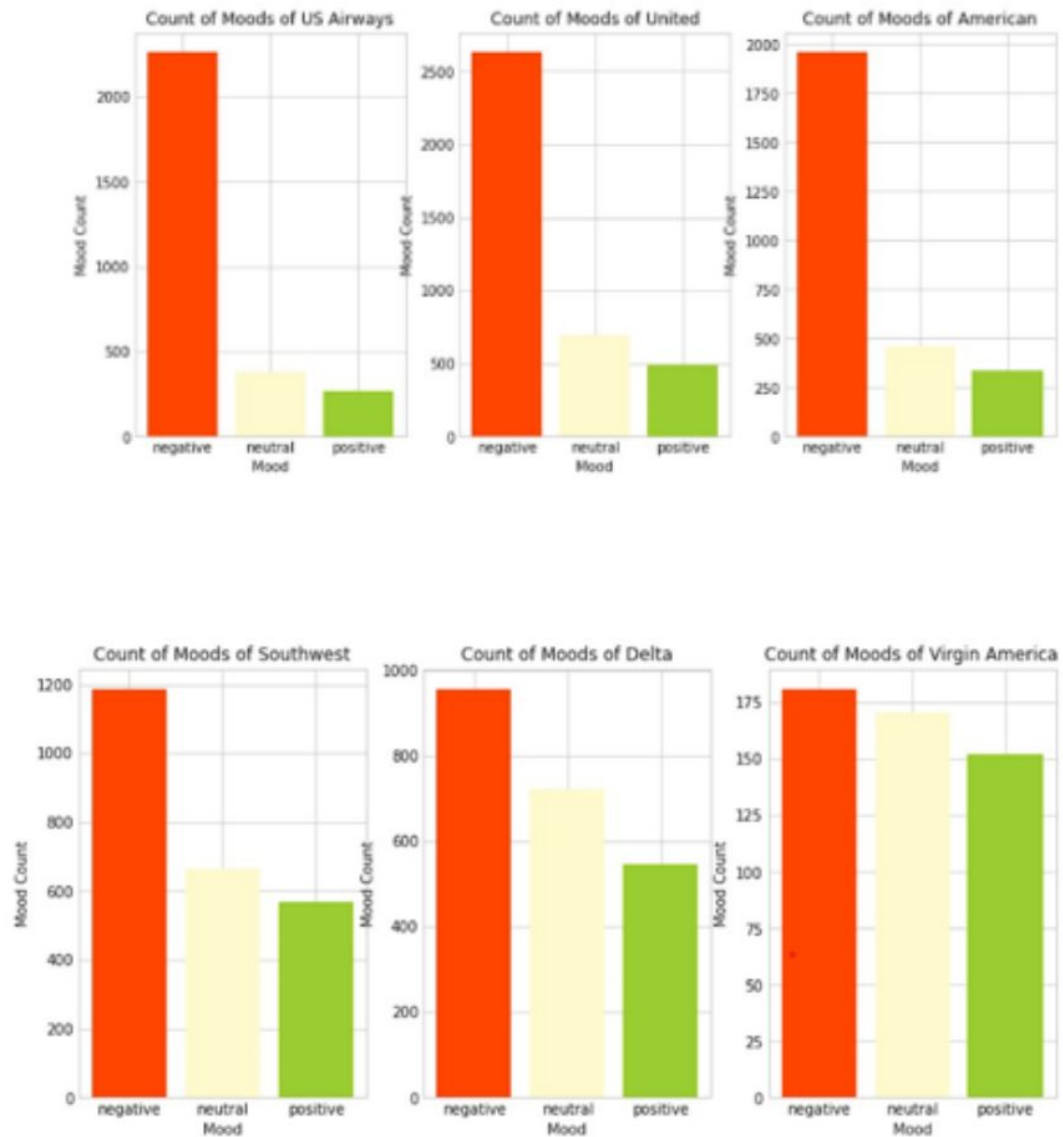 Count of Moods of US Airways
Mood Count
2000
1500
1000
500
0
negative neutral positive
Mood
Count of Moods of United
Mood Count
2500
2000
1500
1000
500
0
negative neutral positive
Mood
Count of Moods of American
Mood Count
2000
1750
1500
1250
1000
750
500
250
0
negative neutral positive
Mood
Count of Moods of Southwest
Mood Count
1200
1000
800
600
400
200
0
negative neutral positive
Mood
Count of Moods of Delta
Mood Count
1000
800
600
400
200
0
negative neutral positive
Mood
Count of Moods of Virgin America
Mood Count
175
150
125
100
75
50
25
0
negative neutral positive
Mood